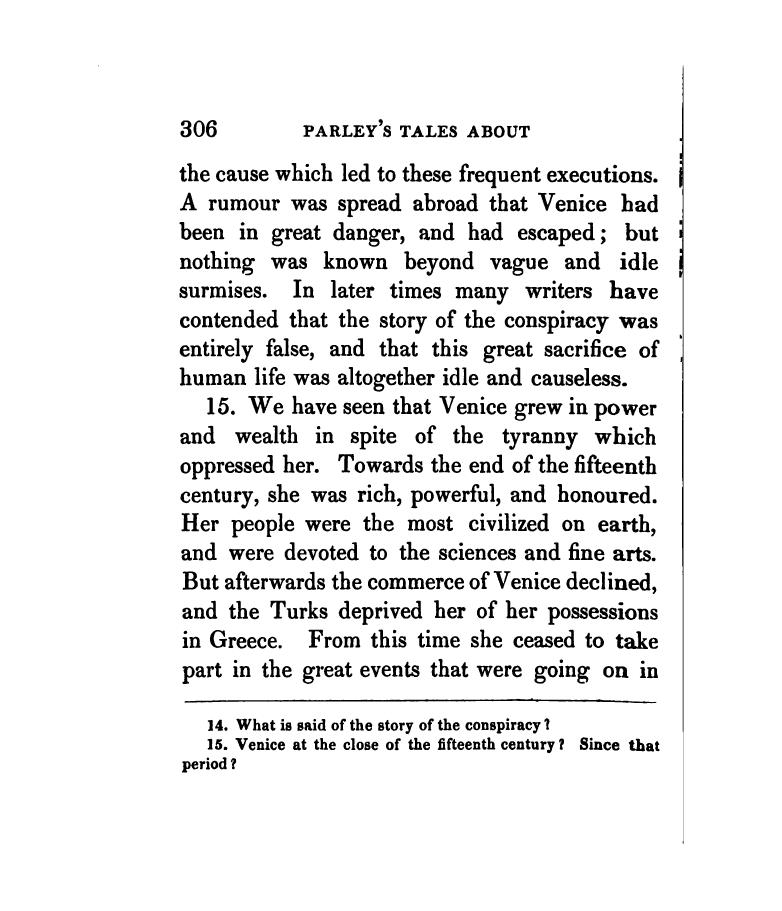 306 PARLEY'S TALES ABOUT
the cause which led to these frequent executions.
A rumour was spread abroad that Venice had
been in great danger, and had escaped; but
nothing was known beyond vague and idle
surmises. In later times many writers have
contended that the story of the conspiracy was
entirely false, and that this great sacrifice of
human life was altogether idle and causeless.
15. We have seen that Venice grew in power
and wealth in spite of the tyranny which
oppressed her. Towards the end of the fifteenth
century, she was rich, powerful, and honoured.
Her people were the most civilized on earth,
and were devoted to the sciences and fine arts.
But afterwards the commerce of Venice declined,
and the Turks deprived her of her possessions
in Greece. From this time she ceased to take
part in the great events that were going on in
14. What is said of the story of the conspiracy?
15. Venice at the close of the fifteenth century? Since that
period?